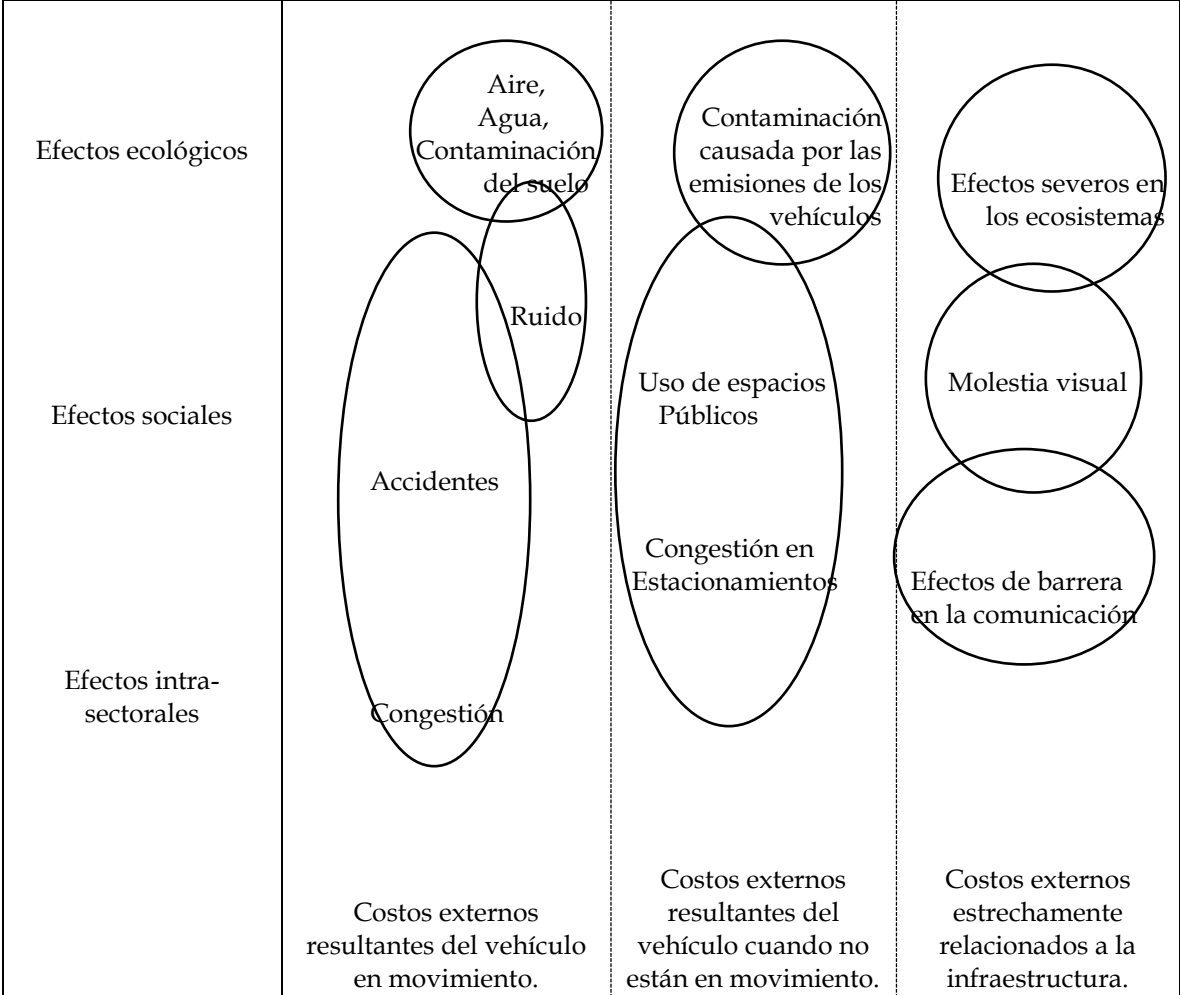 Efectos ecológicos
Aire,
Agua,
Contaminación
del suelo
Contaminación
causada por las
emisiones de los
vehículos
Efectos severos en
los ecosistemas
Efectos sociales
Ruido
Accidentes
Uso de espacios
Públicos
Congestión en
Estacionamientos
Molestia visual
Efectos de barrera
en la comunicación
Efectos intra-
sectorales
Congestión
Costos externos
resultantes del vehículo
en movimiento.
Costos externos
resultantes del
vehículo cuando no
están en movimiento.
Costos externos
estrechamente
relacionados a la
infraestructura.